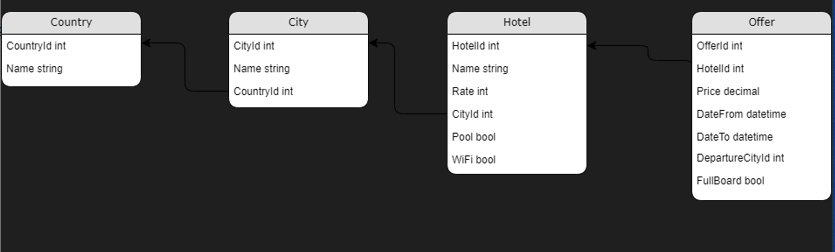 Country
CountryId int
Name string
City
CityId int
Name string
CountryId int
Hotel
HotelId int
Name string
Rate int
CityId int
Pool bool
WiFi bool
Offer
OfferId int
HotelId int
Price decimal
DateFrom datetime
DateTo datetime
DepartureCityId int
FullBoard bool